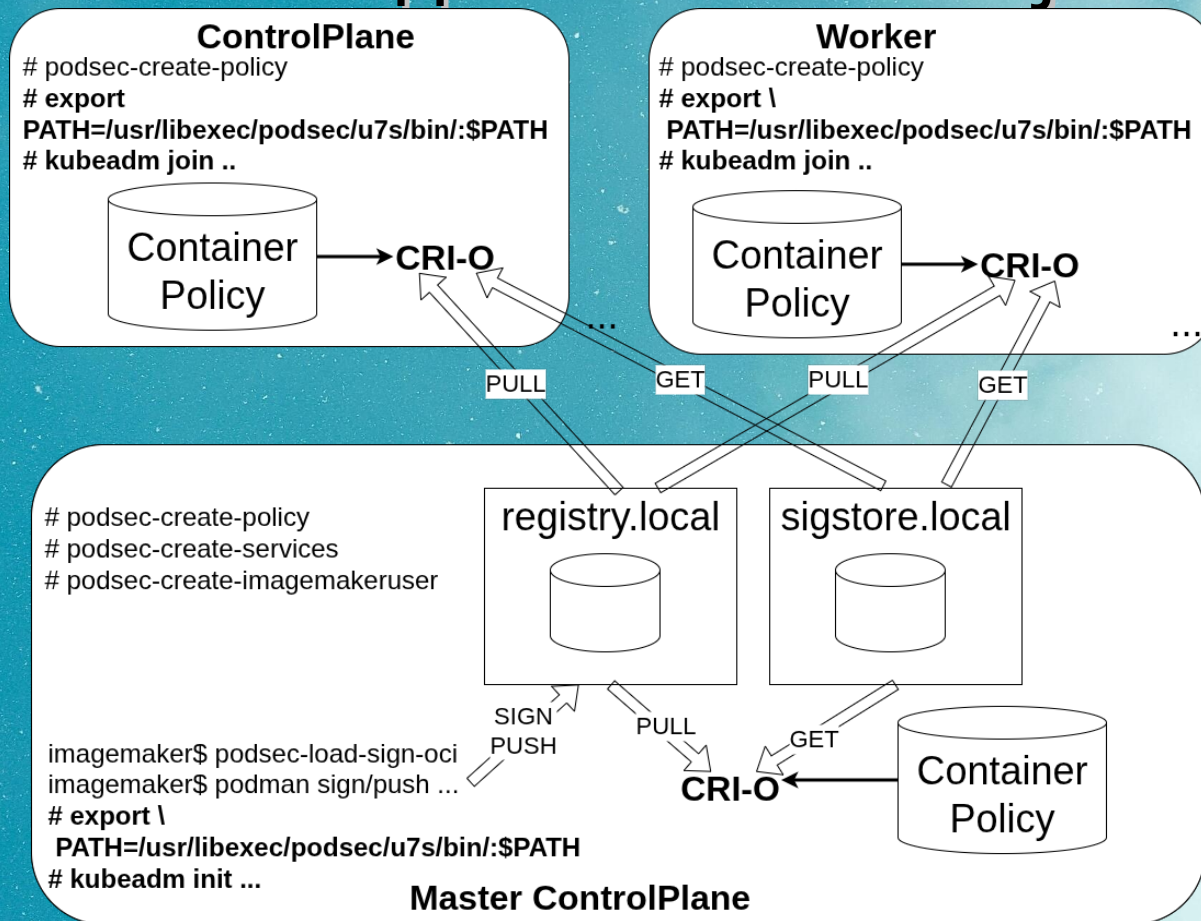 ControlPlane
# podsec-create-policy
# export
PATH=/usr/libexec/podsec/u7s/bin/:$PATH
# kubeadm join ..
Container
Policy
CRI-O
...
Worker
# podsec-create-policy
# export \
PATH=/usr/libexec/podsec/u7s/bin/:$PATH
# kubeadm join ..
Container
Policy
CRI-O
...
PULL
GET
PULL
GET
# podsec-create-policy
# podsec-create-services
# podsec-create-imagemakeruser
registry.local
sigstore.local
SIGN
PUSH
PULL
GET
imagemaker$ podsec-load-sign-oci
imagemaker$ podman sign/push ...
# export \
PATH=/usr/libexec/podsec/u7s/bin/:$PATH
# kubeadm init ...
CRI-O
Container
Policy
Master ControlPlane